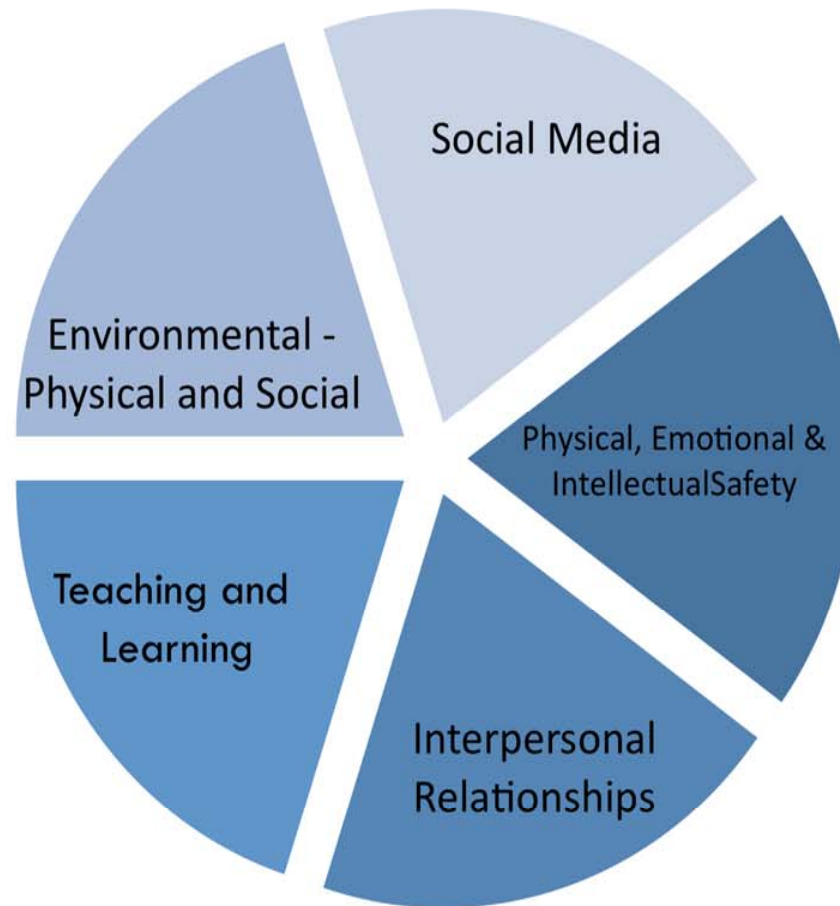 Social Media
Environmental -
Physical and Social
Physical, Emotional &
IntellectualSafety
Teaching and
Learning
Interpersonal
Relationships